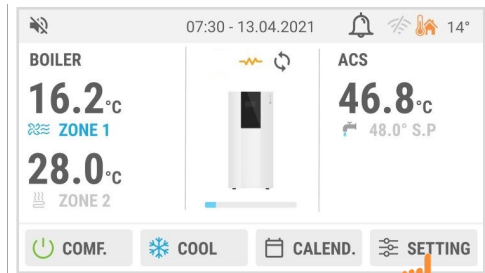 07:30 - 13.04.2021 14°
BOILER
16.2°C
ZONE 1
28.0°C
ZONE 2
ACS
46.8°C
48.0° S.P
COMF. COOL CALEND. SETTING